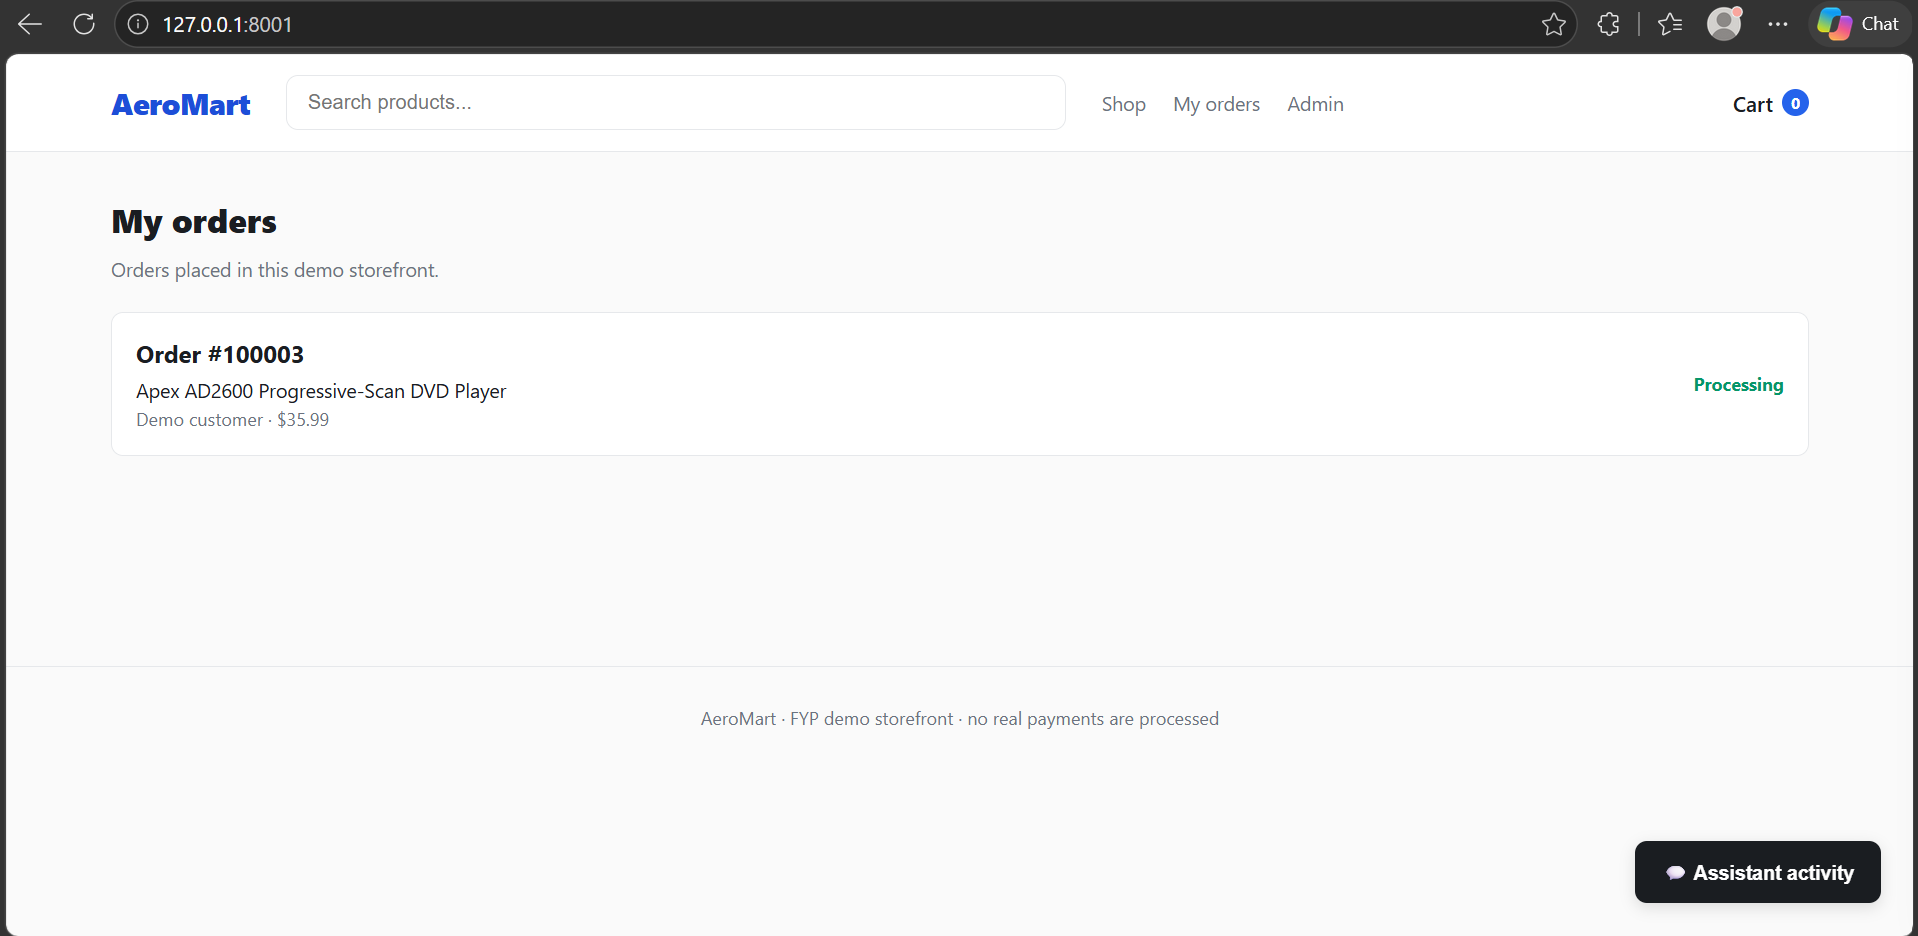 127.0.0.1:8001
Chat
AeroMart
Search products...
Shop
My orders
Admin
Cart 0
My orders
Orders placed in this demo storefront.
Order #100003
Apex AD2600 Progressive-Scan DVD Player
Demo customer · $35.99
Processing
AeroMart · FYP demo storefront · no real payments are processed
Assistant activity